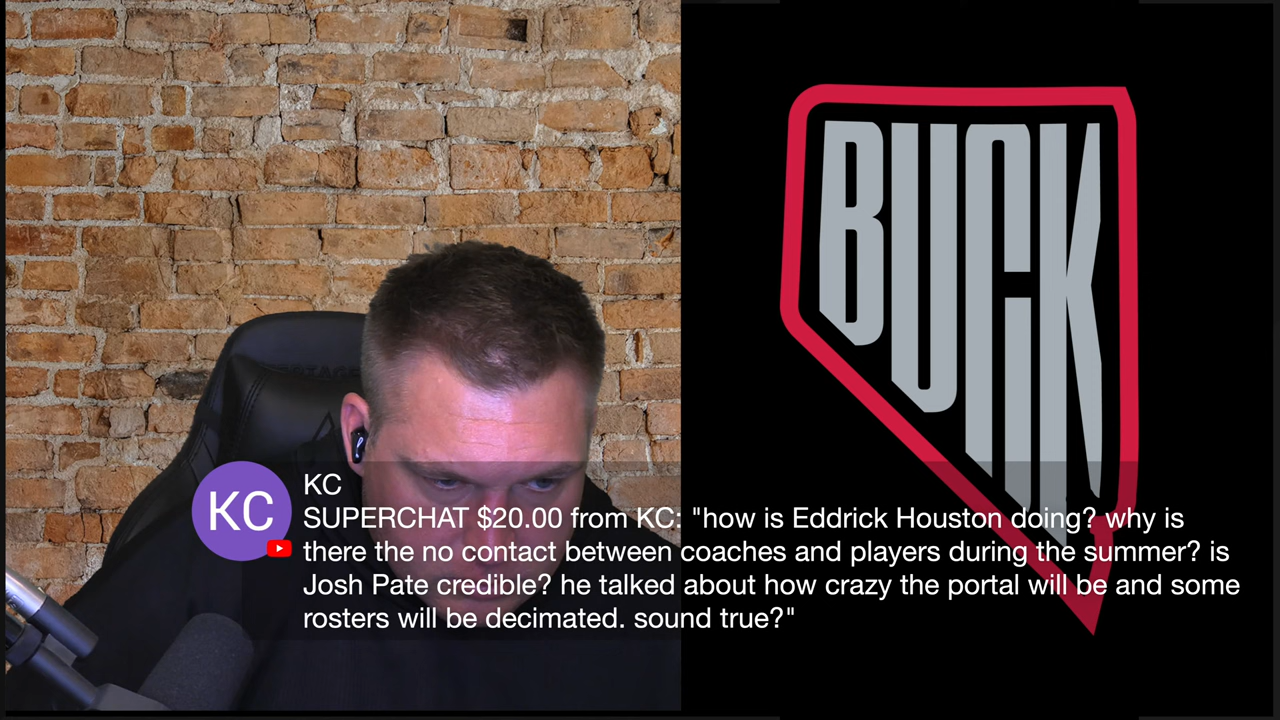 BUCK
KC
KC
SUPERCHAT $20.00 from KC: "how is Eddrick Houston doing? why is
there the no contact between coaches and players during the summer? is
Josh Pate credible? he talked about how crazy the portal will be and some
rosters will be decimated. sound true?"